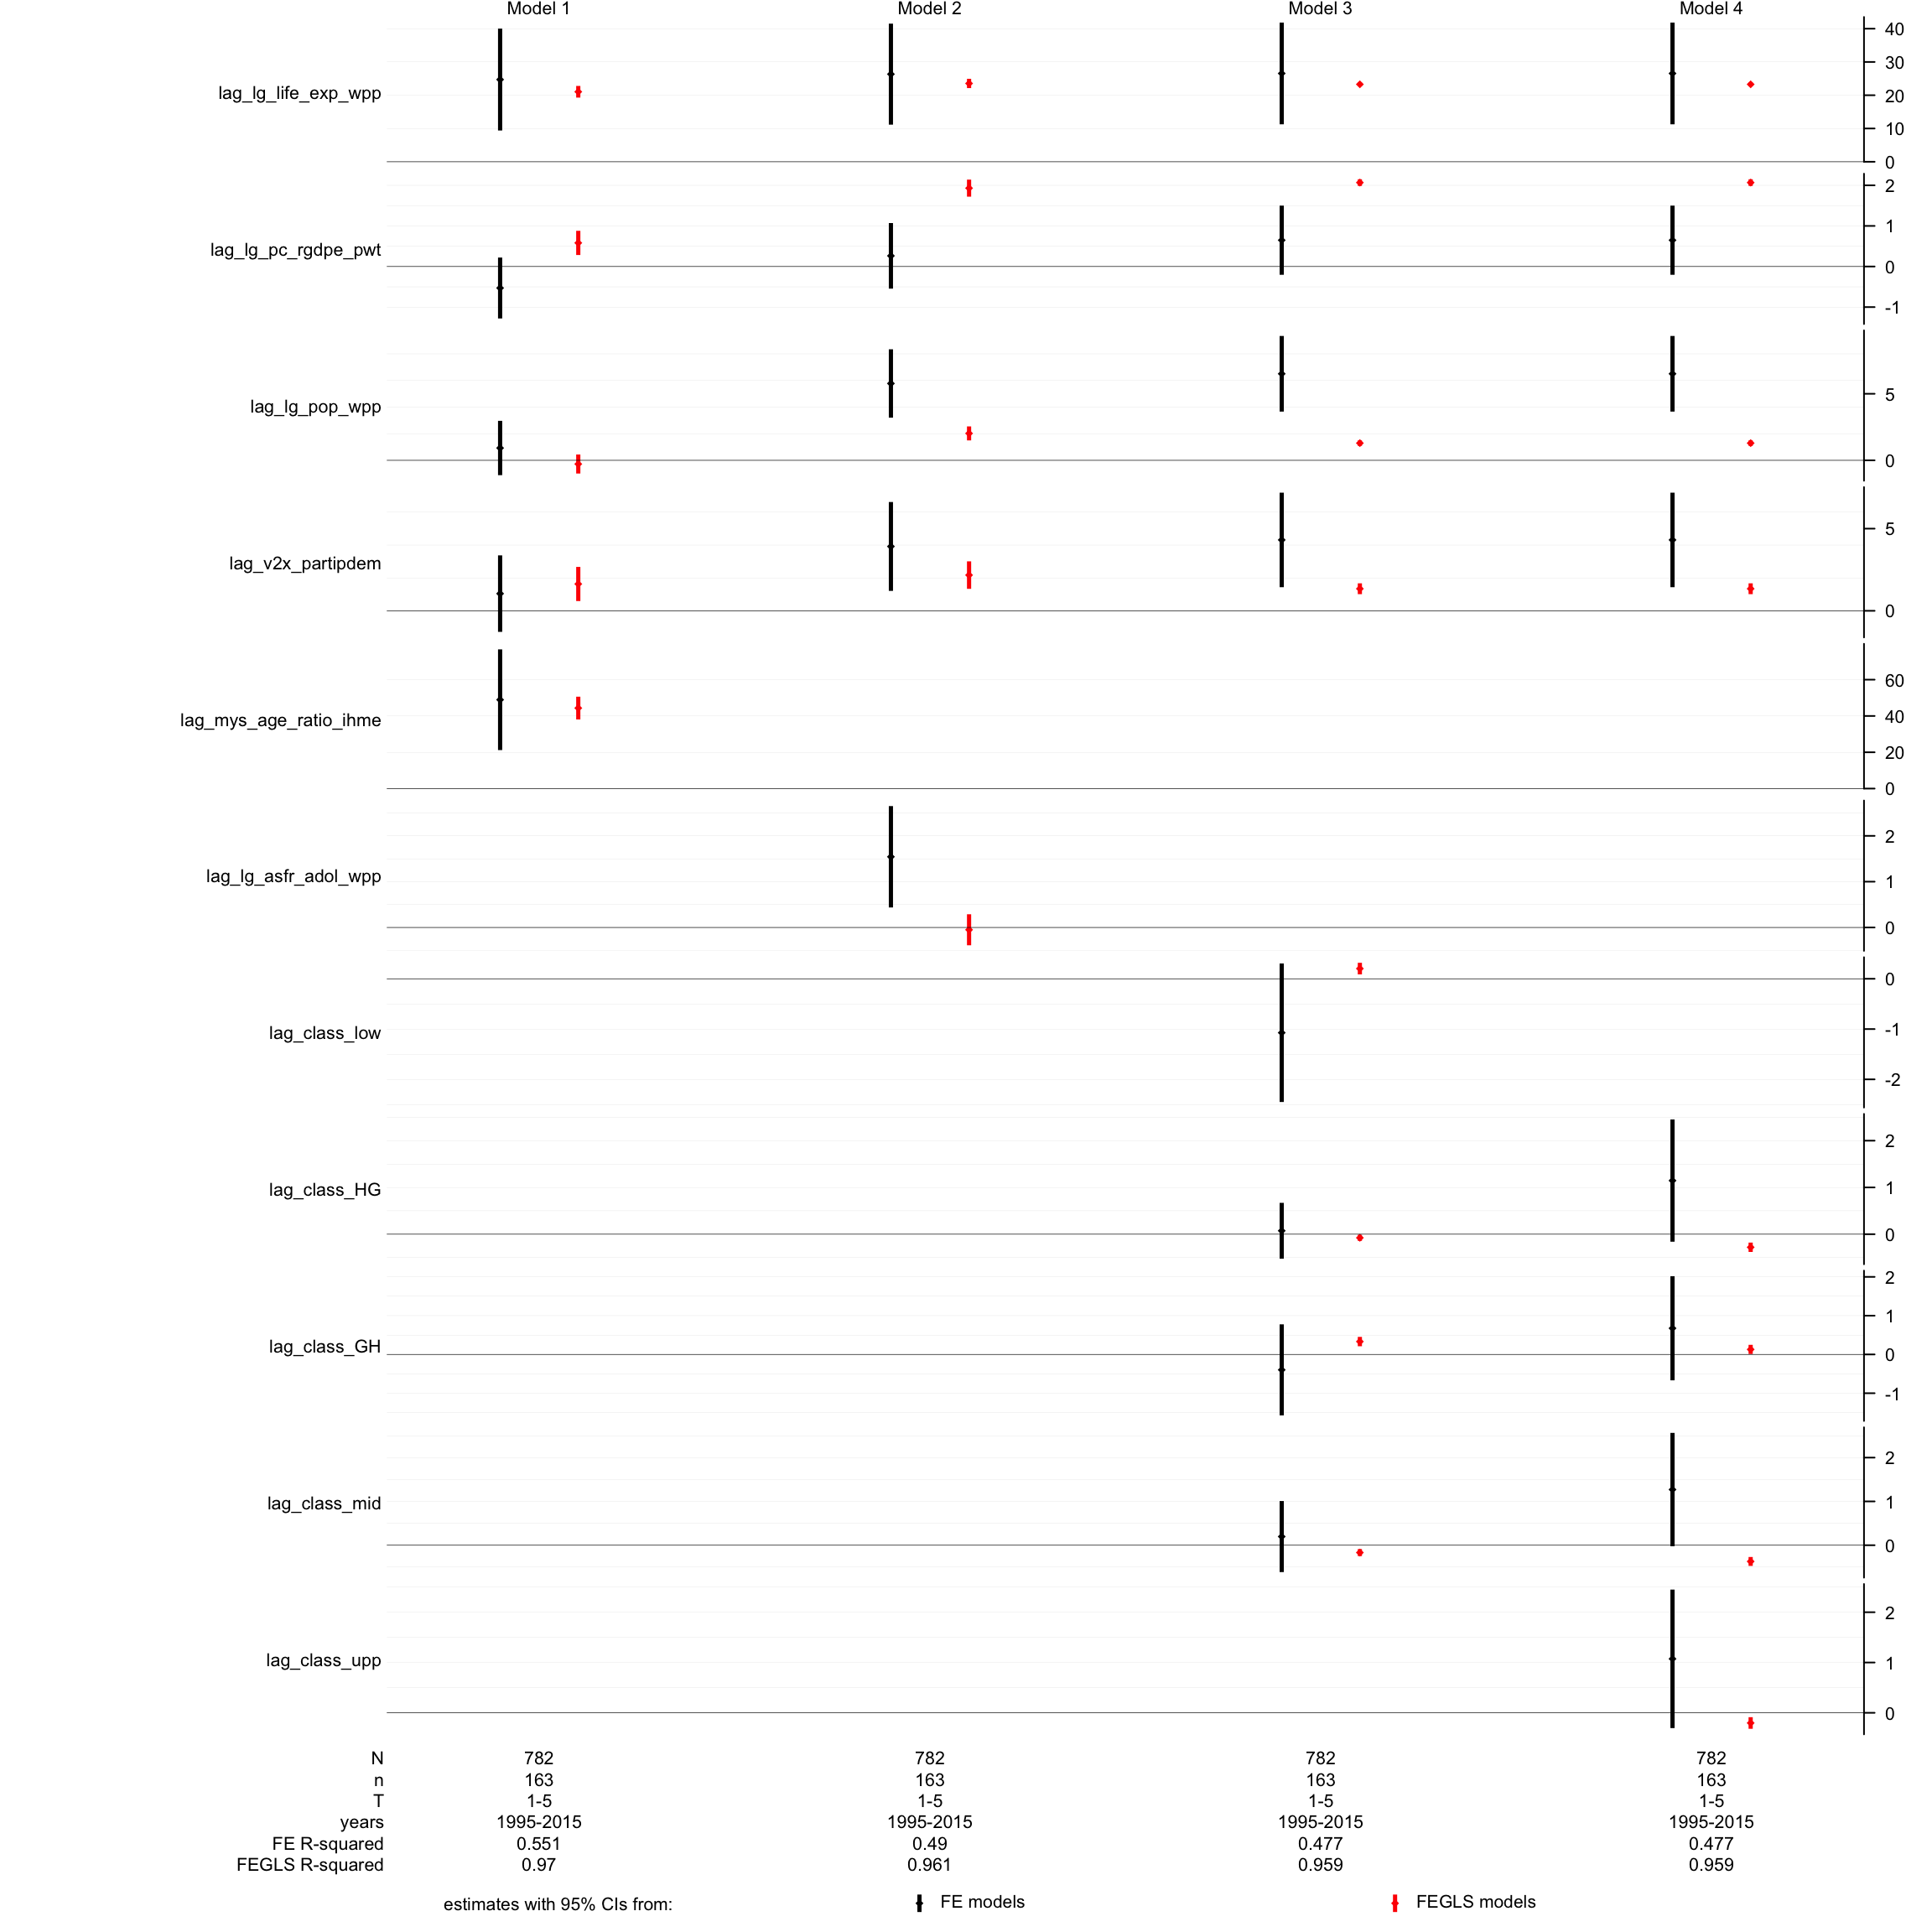 Model 1 Model 2 Model 3 Model 4
40
30
lag_lg_life_exp_wpp 20
10
0
2
1
lag_lg_pc_rgdpe_pwt
0
-1
5
lag_lg_pop_wpp
0
5
lag_v2x_partipdem
0
60
40
lag_mys_age_ratio_ihme
20
0
2
1
lag_lg_asfr_adol_wpp
0
0
-1
lag_class_low
-2
2
1
lag_class_HG
0
2
1
lag_class_GH
0
-1
2
1
lag_class_mid
0
2
1
lag_class_upp
0
N 782 782 782 782
n 163 163 163 163
T 1-5 1-5 1-5 1-5
years 1995-2015 1995-2015 1995-2015 1995-2015
FE R-squared 0.551 0.49 0.477 0.477
FEGLS R-squared 0.97 0.961 0.959 0.959
estimates with 95% CIs from: FE models FEGLS models